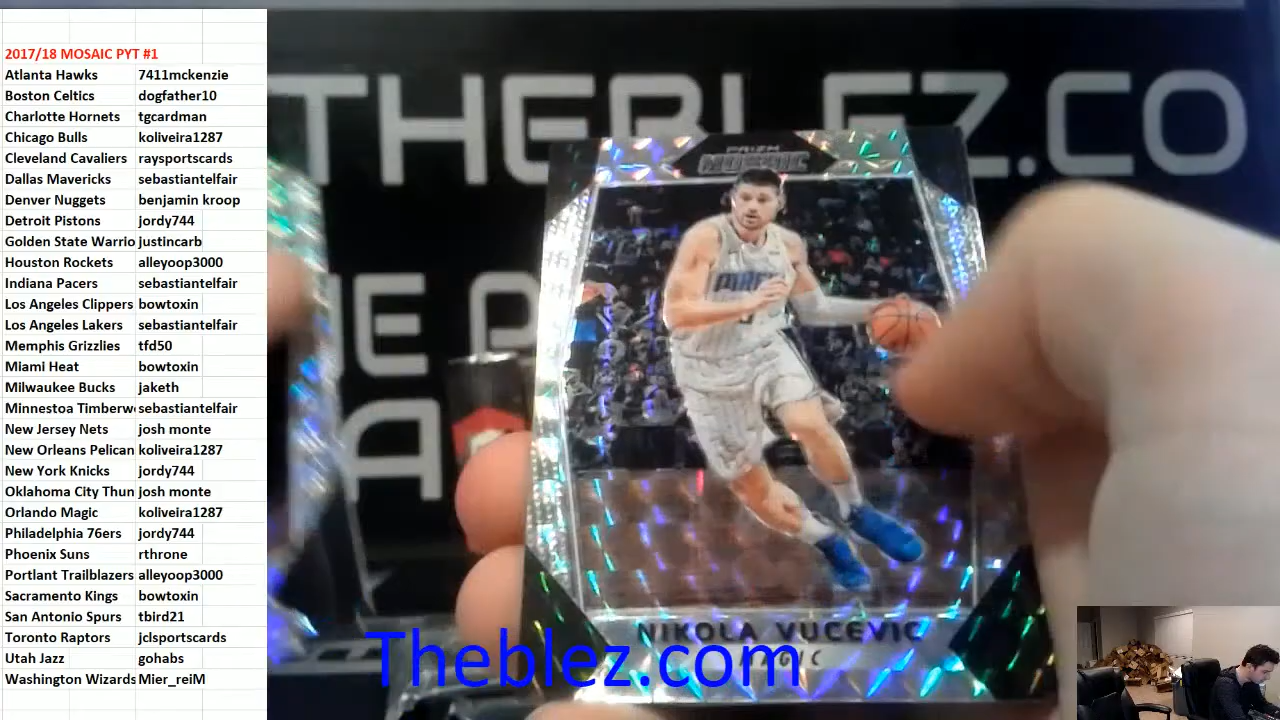 2017/18 MOSAIC PYT #1
Atlanta Hawks 7411mckenzie
Boston Celtics dogfather10
Charlotte Hornets tgcardman
Chicago Bulls koliveira1287
Cleveland Cavaliers raysportscards
Dallas Mavericks sebastiantelfair
Denver Nuggets benjamin kroop
Detroit Pistons jordy744
Golden State Warrio justincarb
Houston Rockets alleyoop3000
Indiana Pacers sebastiantelfair
Los Angeles Clippers bowtoxin
Los Angeles Lakers sebastiantelfair
Memphis Grizzlies tfd50
Miami Heat bowtoxin
Milwaukee Bucks jaketh
Minnestoa Timberw sebastiantelfair
New Jersey Nets josh monte
New Orleans Pelican koliveira1287
New York Knicks jordy744
Oklahoma City Thun josh monte
Orlando Magic koliveira1287
Philadelphia 76ers jordy744
Phoenix Suns rthrone
Portlant Trailblazers alleyoop3000
Sacramento Kings bowtoxin
San Antonio Spurs tbird21
Toronto Raptors jclsportscards
Utah Jazz gohabs
Washington Wizards Mier_reiM
THEBLEZ.CO
PRIZM
MOSAIC
NIKOLA VUCEVIC
MAGIC
Theblez.com